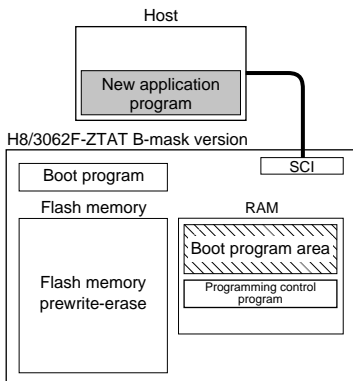 Host
New application
program
H8/3062F-ZTAT B-mask version
SCI
Boot program
Flash memory
RAM
Boot program area
Flash memory
prewrite-erase
Programming control
program